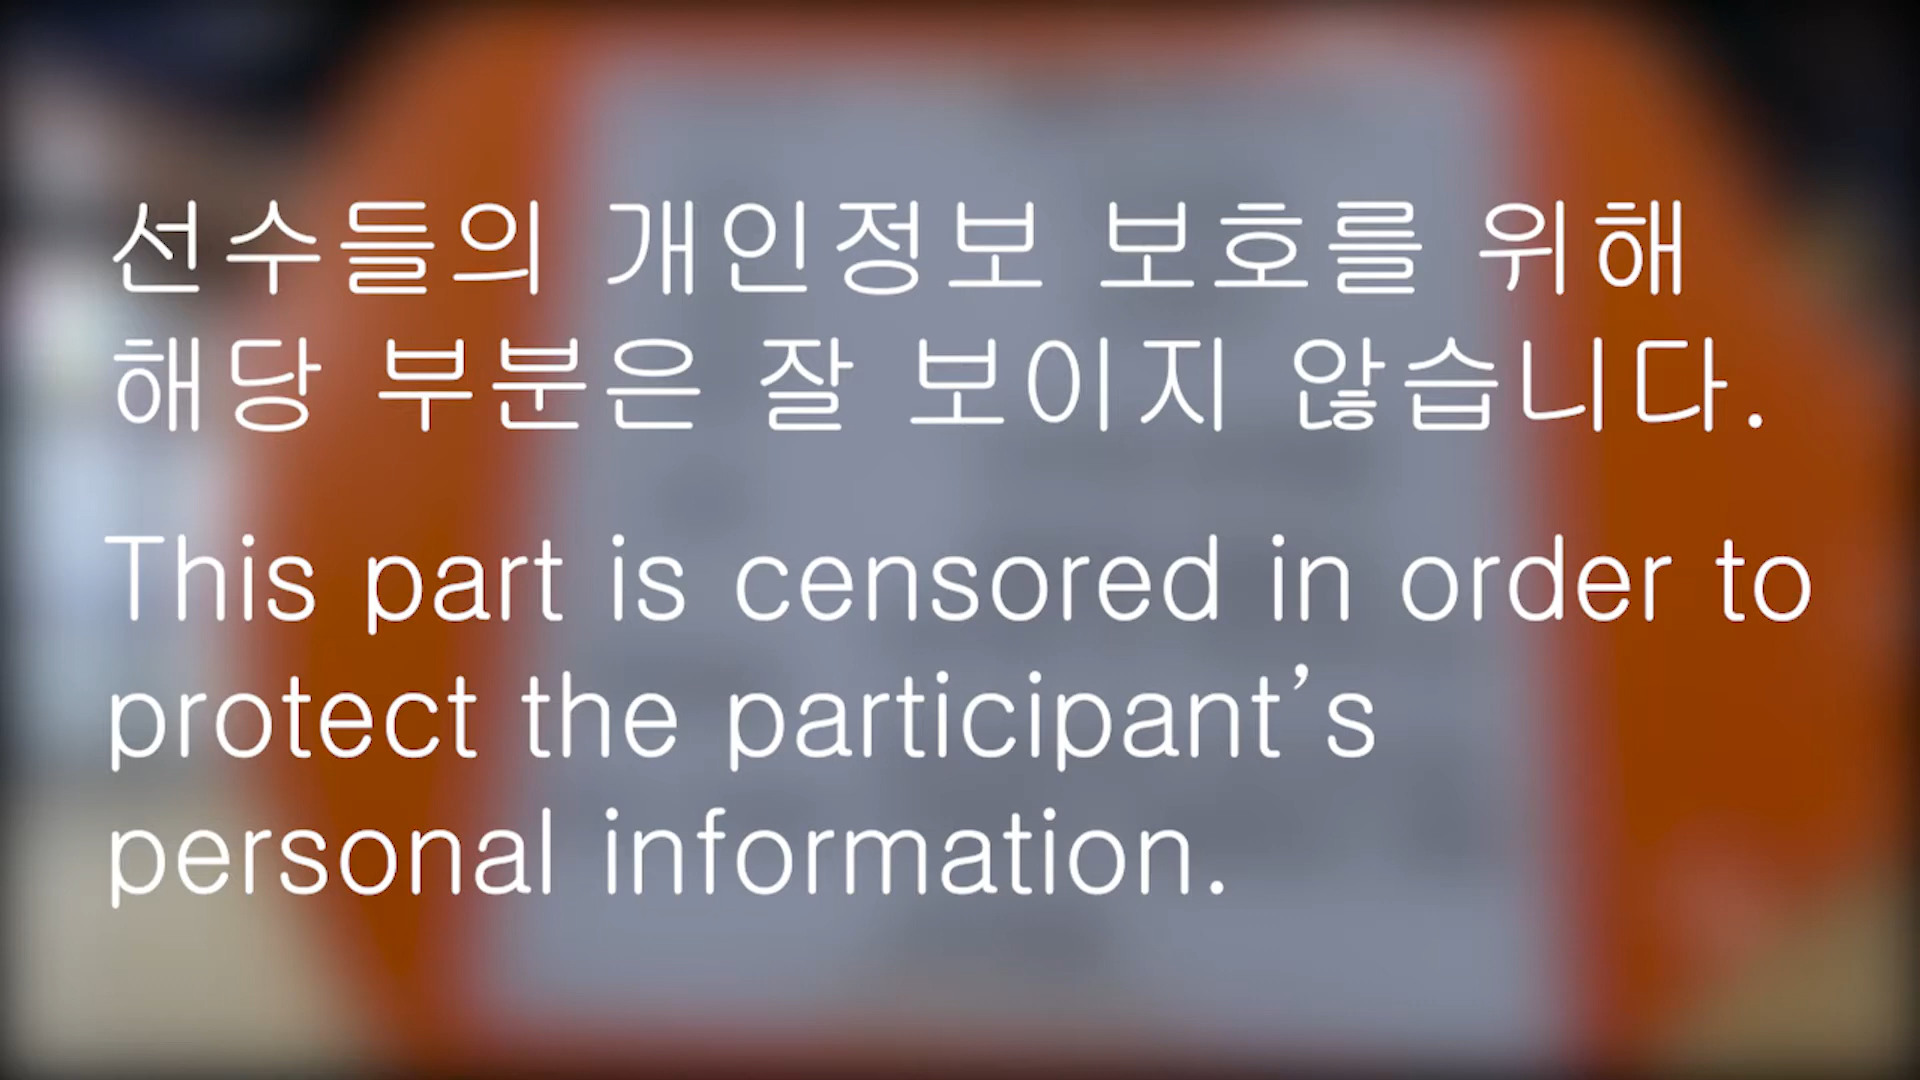 선수들의 개인정보 보호를 위해
해당 부분은 잘 보이지 않습니다.
This part is censored in order to
protect the participant’s
personal information.